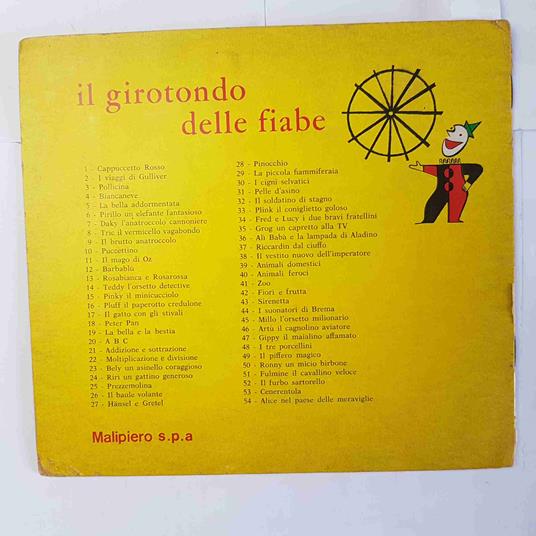 il girotondo
delle fiabe
1 - Cappuccetto Rosso
2 - I viaggi di Gulliver
3 - Pollicina
4 - Biancaneve
5 - La bella addormentata
6 - Pirillo un elefante fantasioso
7 - Daky l'anatroccolo canzoniere
8 - Tric il vermicello vagabondo
9 - Il brutto anatroccolo
10 - Puccettino
11 - Il mago di Oz
12 - Barbablù
13 - Rosabianca e Rosarossa
14 - Teddy l'orsetto detective
15 - Pinky il minicucciolo
16 - Pluff il paperotto credulone
17 - Il gatto con gli stivali
18 - Peter Pan
19 - La bella e la bestia
20 - A B C
21 - Addizione e sottrazione
22 - Moltiplicazione e divisione
23 - Bely un asinello coraggioso
24 - Riri un gattino generoso
25 - Prezzemolina
26 - Il baule volante
27 - Hänsel e Gretel
28 - Pinocchio
29 - La piccola fiammiferaia
30 - I cigni selvatici
31 - Pelle d'asino
32 - Il soldatino di stagno
33 - Plink il coniglietto goloso
34 - Fred e Lucy i due bravi fratellini
35 - Grog un capretto alla TV
36 - Alì Babà e la lampada di Aladino
37 - Riccardin dal ciuffo
38 - Il vestito nuovo dell'imperatore
39 - Animali domestici
40 - Animali feroci
41 - Zoo
42 - Fiori e frutta
43 - Sirenetta
44 - I suonatori di Brema
45 - Millo l'orsetto milionario
46 - Artù il cagnolino aviatore
47 - Gippy il maialino affamato
48 - I tre porcellini
49 - Il piffero magico
50 - Ronny un micio birbone
51 - Fulmine il cavallino veloce
52 - Il furbo sartorello
53 - Cenerentola
54 - Alice nel paese delle meraviglie
Malipiero s.p.a